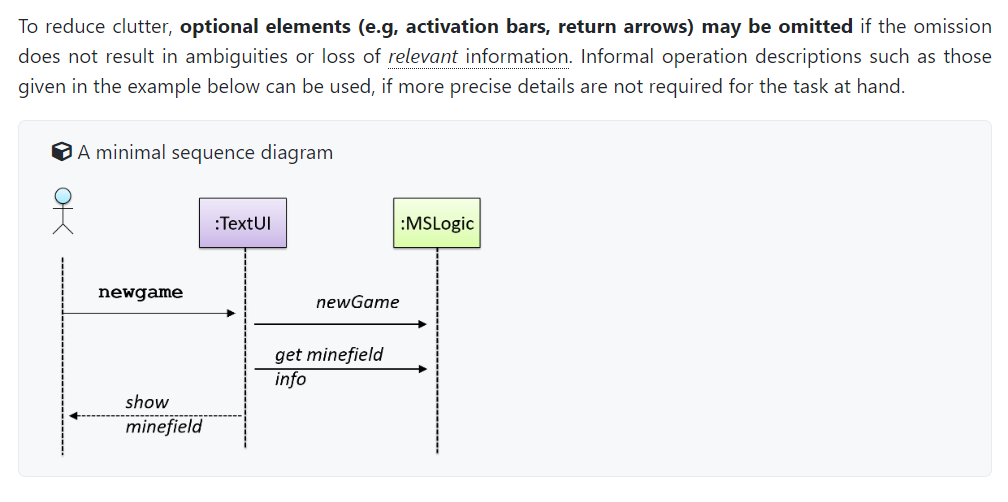 To reduce clutter, optional elements (e.g, activation bars, return arrows) may be omitted if the omission
does not result in ambiguities or loss of relevant information. Informal operation descriptions such as those
given in the example below can be used, if more precise details are not required for the task at hand.
A minimal sequence diagram
:TextUI
:MSLogic
newgame
newGame
get minefield
info
show
minefield